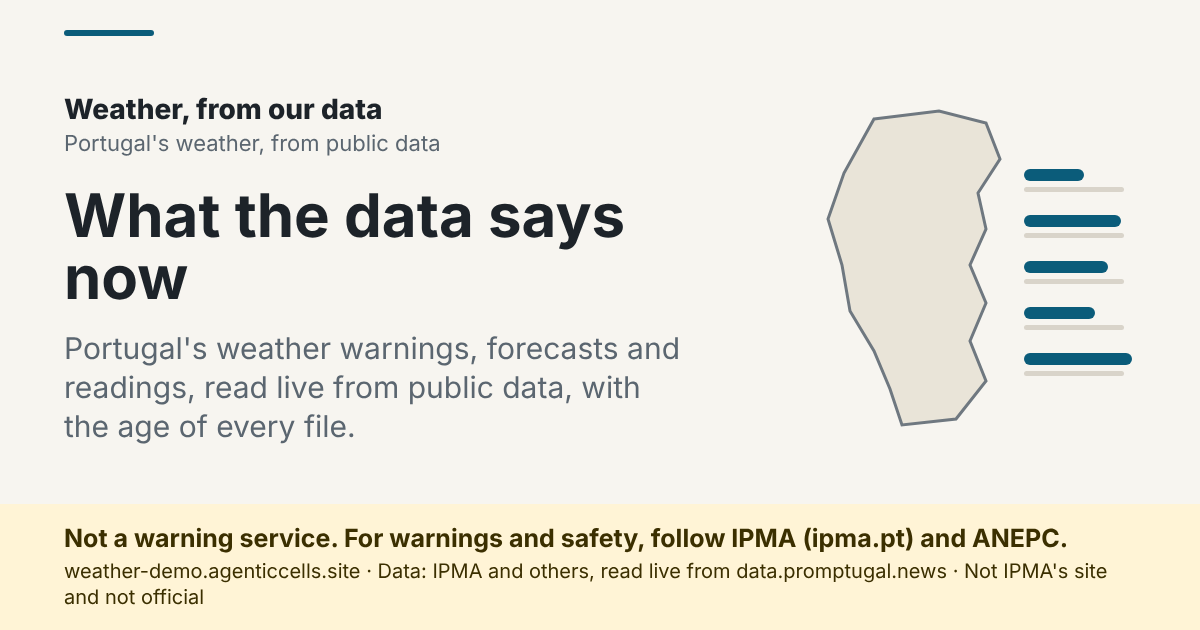 Weather, from our data
Portugal's weather, from public data
What the data says
now
Portugal's weather warnings, forecasts and
readings, read live from public data, with
the age of every file.
Not a warning service. For warnings and safety, follow IPMA (ipma.pt) and ANEPC.
weather-demo.agenticcells.site · Data: IPMA and others, read live from data.promptugal.news · Not IPMA's site
and not official